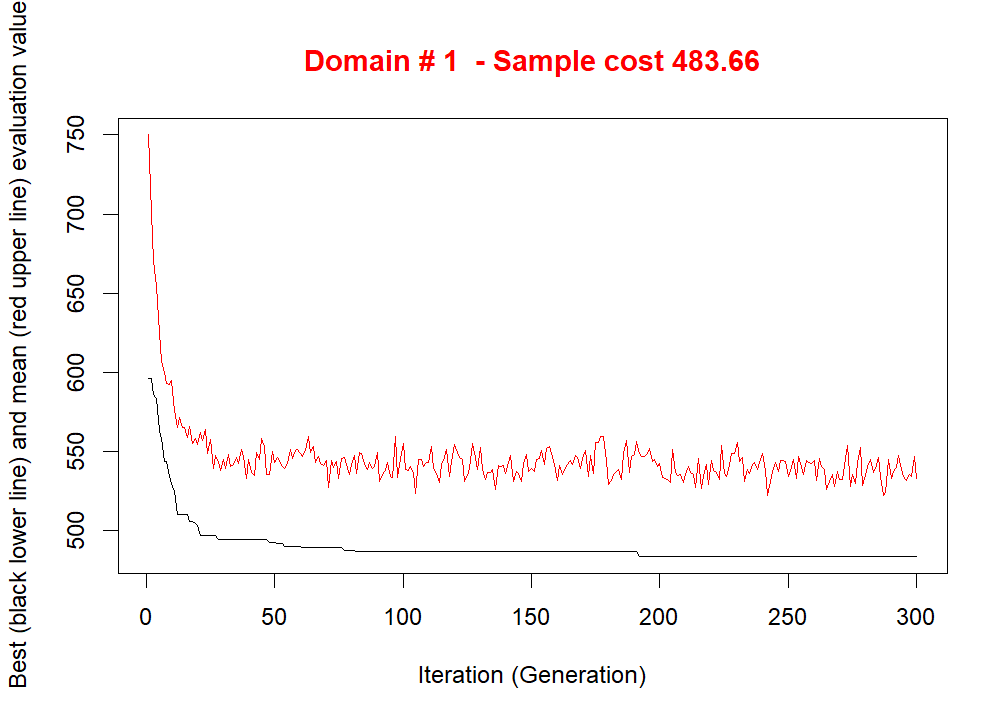 Domain # 1  - Sample cost 483.66
Best (black lower line) and mean (red upper line) evaluation value
750
700
650
600
550
500
0 50 100 150 200 250 300
Iteration (Generation)